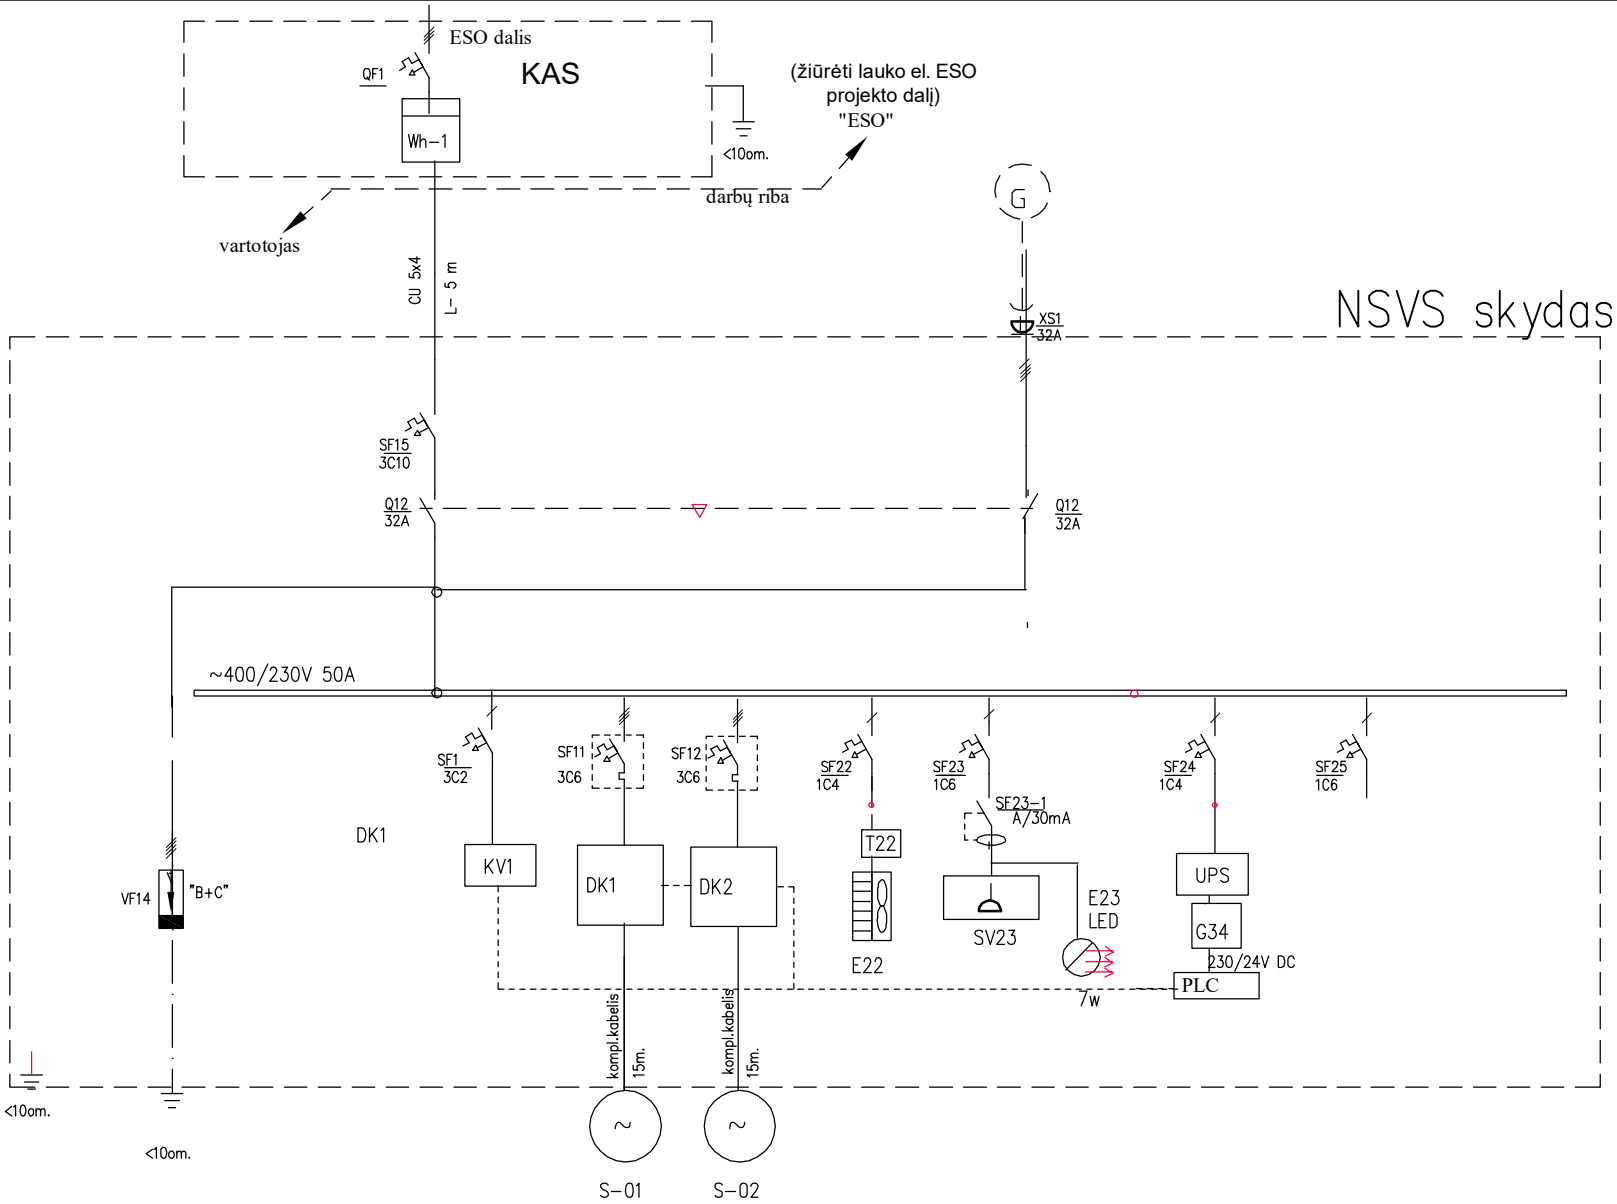 ESO dalis
QF1
KAS
Wh-1
(žiūrėti lauko el. ESO
projekto dalį)
"ESO"
<10om.
darbų riba
vartotojas
G
CU 5x4
L- 5 m
XS1
32A
NSVS skydas
SF15
3C10
Q12
32A
Q12
32A
~400/230V 50A
SF1
3C2
SF11
3C6
SF12
3C6
SF22
1C4
SF23
1C6
SF24
1C4
SF25
1C6
SF23-1
A/30mA
DK1
KV1
DK1
DK2
T22
UPS
VF14
"B+C"
E23
LED
SV23
G34
E22
230/24V DC
PLC
7w
kompl.kabelis
15m.
kompl.kabelis
15m.
<10om.
~
~
<10om.
S-01
S-02